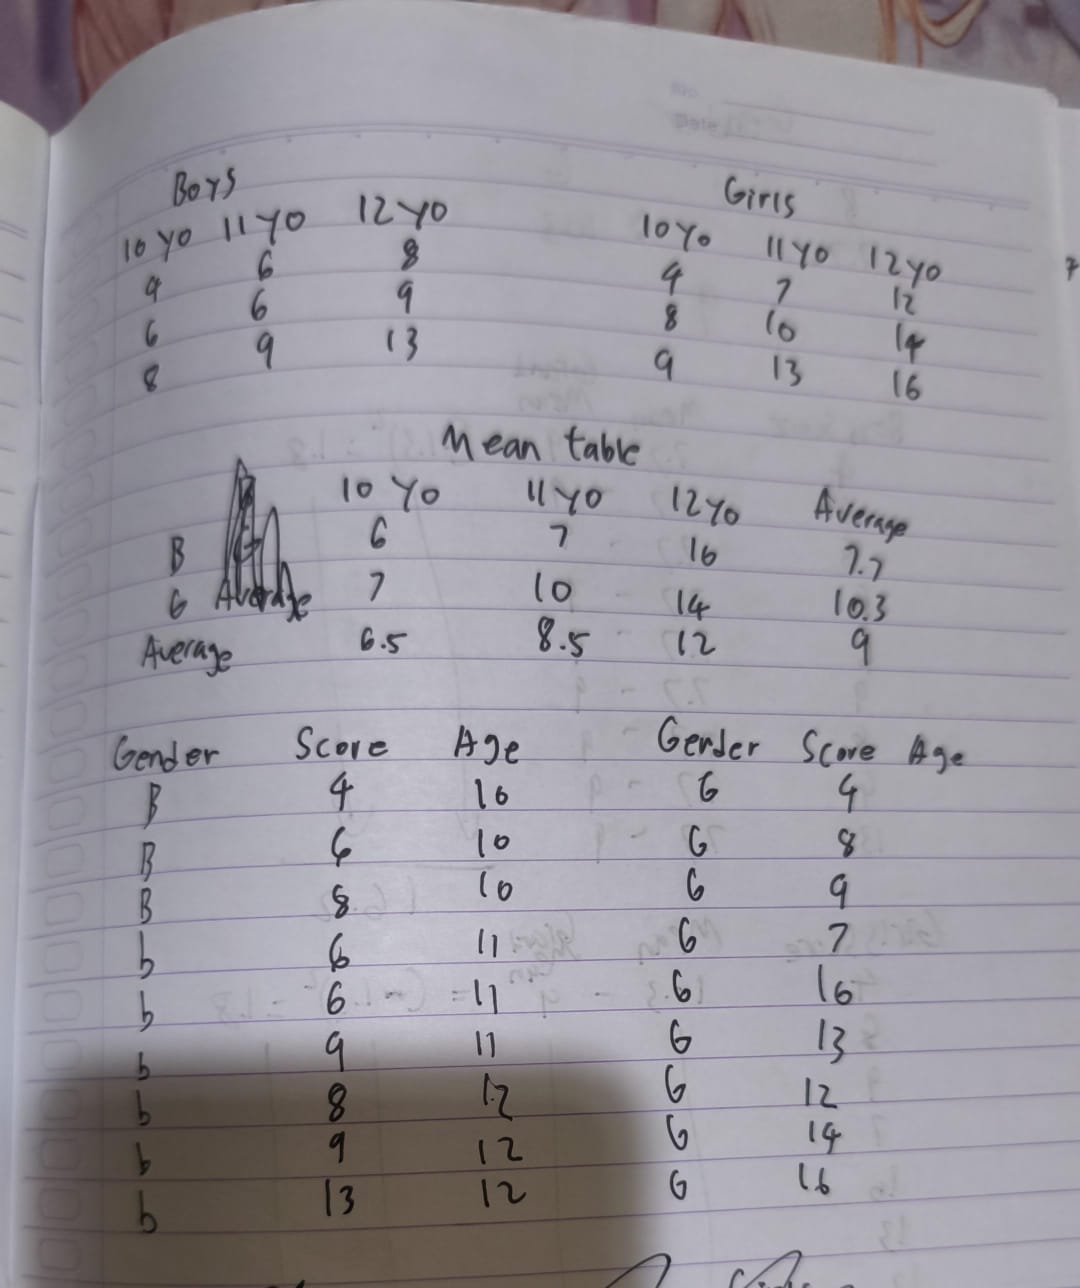 No.
Date
Boys Girls
10 yo 11 yo 12 yo 10 yo 11 yo 12 yo
4 6 8 4 7 12
6 6 9 8 10 14
8 9 13 9 13 16
Mean table
10 yo 11 yo 12 yo Average
B 6 7 10 7.7
G 7 10 14 10.3
Average 6.5 8.5 12 9
Gender Score Age Gender Score Age
B 4 10 G 4
B 6 10 G 8
B 8 10 G 9
b 6 11 G 7
b 6 11 G 10
b 9 11 G 13
b 8 12 G 12
b 9 12 G 14
b 13 12 G 16